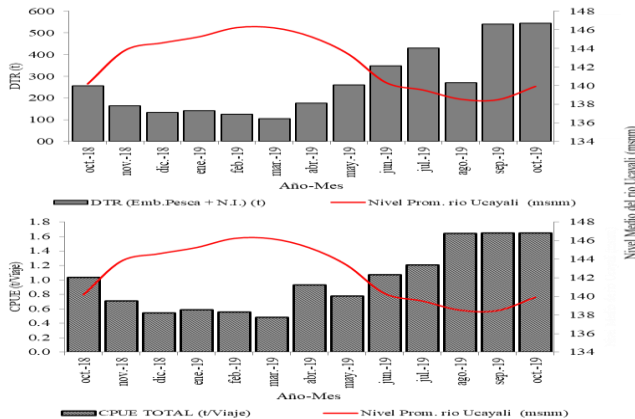 600
500
400
300
200
100
00
DTR (t)
148
146
144
142
140
138
136
134
oct.-18
nov.-18
dic.-18
ene.-19
feb.-19
mar.-19
abr.-19
may.-19
jun.-19
jul.-19
ago.-19
sep.-19
oct.-19
Año-Mes
DTR (Emb.Pesca + N.I.) (t)
Nivel Prom. rio Ucayali (msnm)
Nivel Medio del río Ucayali (msnm)
1.8
1.6
1.4
1.2
1.0
0.8
0.6
0.4
0.2
0.0
CPUE (t/Viaje)
148
146
144
142
140
138
136
134
oct.-18
nov.-18
dic.-18
ene.-19
feb.-19
mar.-19
abr.-19
may.-19
jun.-19
jul.-19
ago.-19
sep.-19
oct.-19
Año-Mes
CPUE TOTAL (t/Viaje)
Nivel Prom. rio Ucayali (msnm)